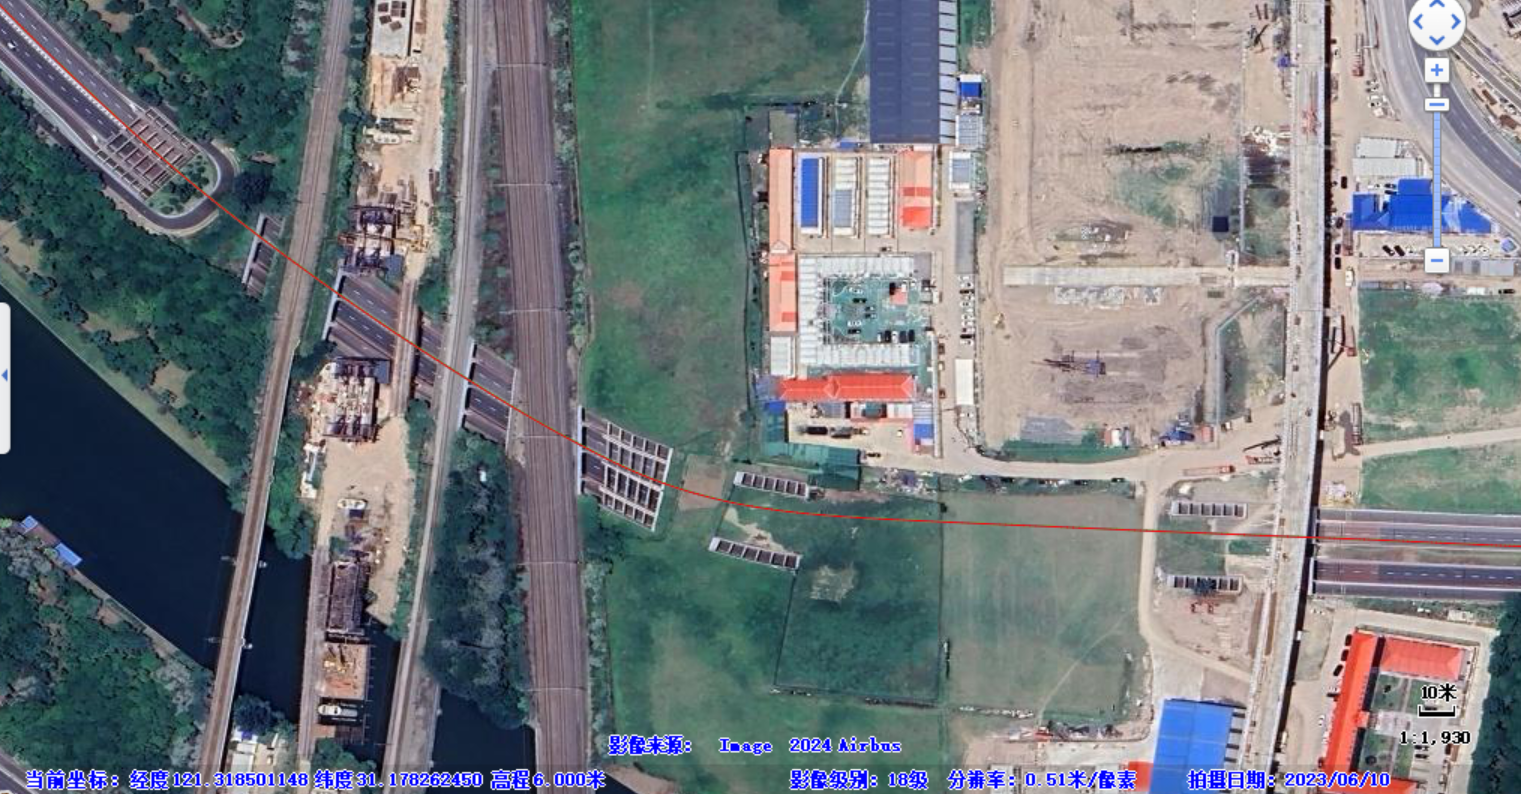 10米
1:1,930
影像来源: Image 2024 Airbus
当前坐标: 经度121.318501148 纬度31.178262450 高程6.000米 影像级别: 18级 分辨率: 0.51米/像素 拍摄日期: 2023/06/10